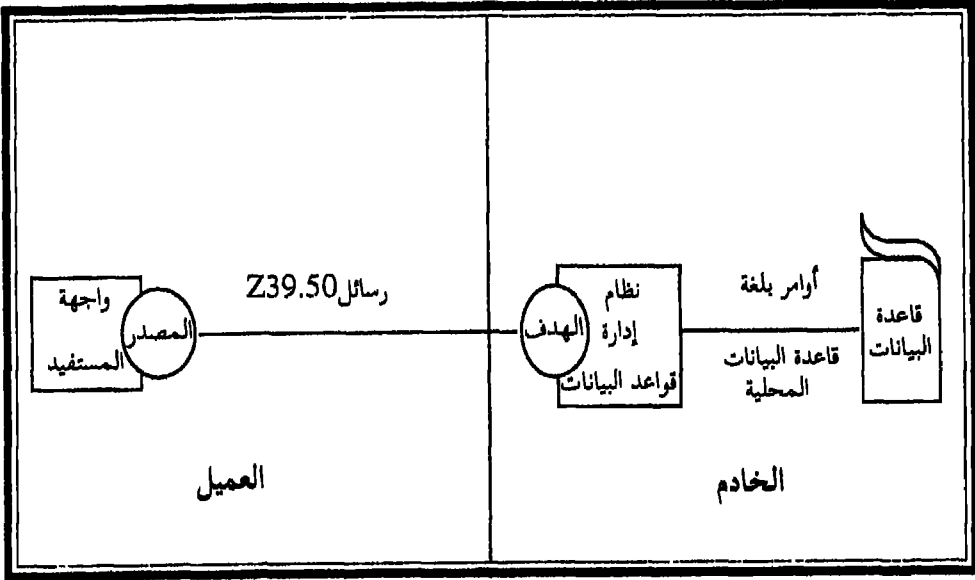 أوامر بلغة
قاعدة البيانات
المحلية
قاعدة
البيانات
نظام
إدارة
قواعد البيانات
الهدف
رسائل Z39.50
المصدر
واجهة
المستفيد
الخادم
العميل